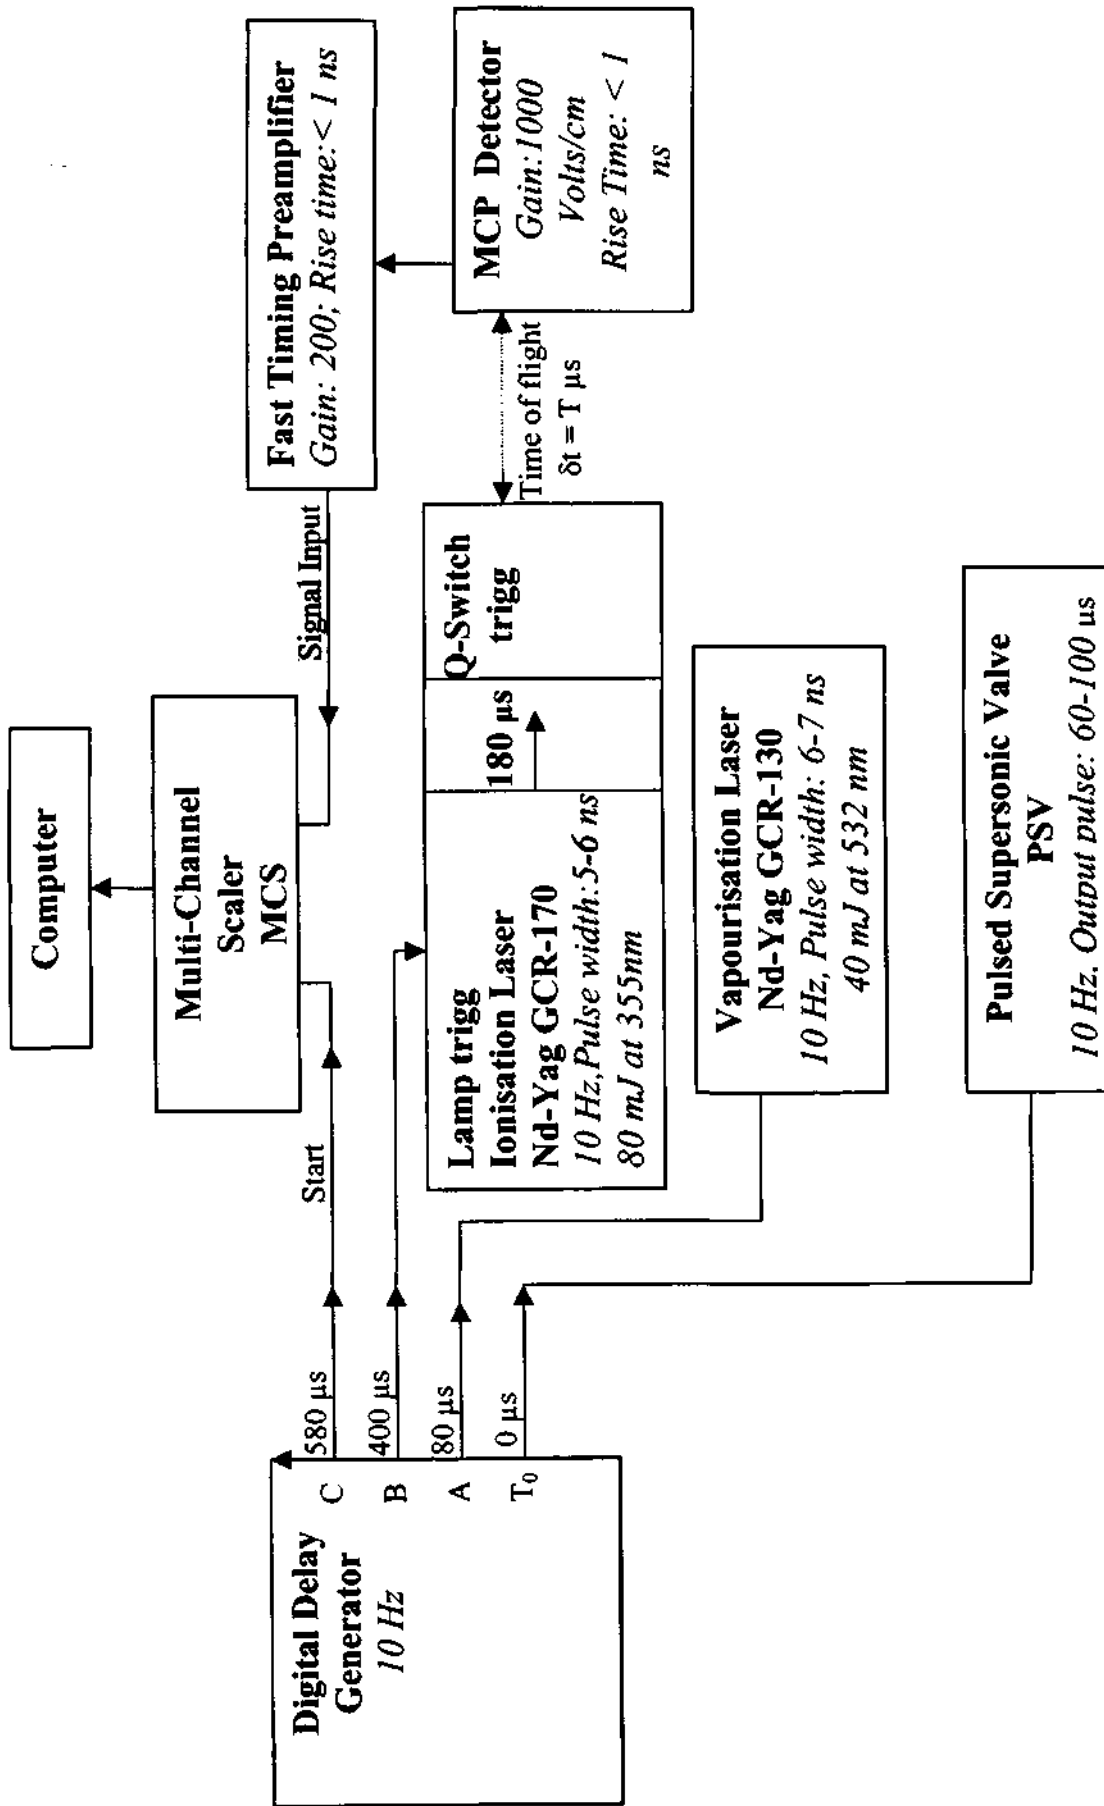 Computer
Multi-Channel
Scaler
MCS
Start
Signal Input
Fast Timing Preamplifier
Gain: 200; Rise time:< 1 ns
Digital Delay
Generator
10 Hz
C
580 µs
B
400 µs
A
80 µs
T₀
0 µs
Lamp trigg
Ionisation Laser
Nd-Yag GCR-170
10 Hz,Pulse width:5-6 ns
80 mJ at 355nm
180 µs
Q-Switch
trigg
Time of flight
δt = T µs
MCP Detector
Gain:1000
Volts/cm
Rise Time: < 1
ns
Vapourisation Laser
Nd-Yag GCR-130
10 Hz, Pulse width: 6-7 ns
40 mJ at 532 nm
Pulsed Supersonic Valve
PSV
10 Hz. Output pulse: 60-100 µs